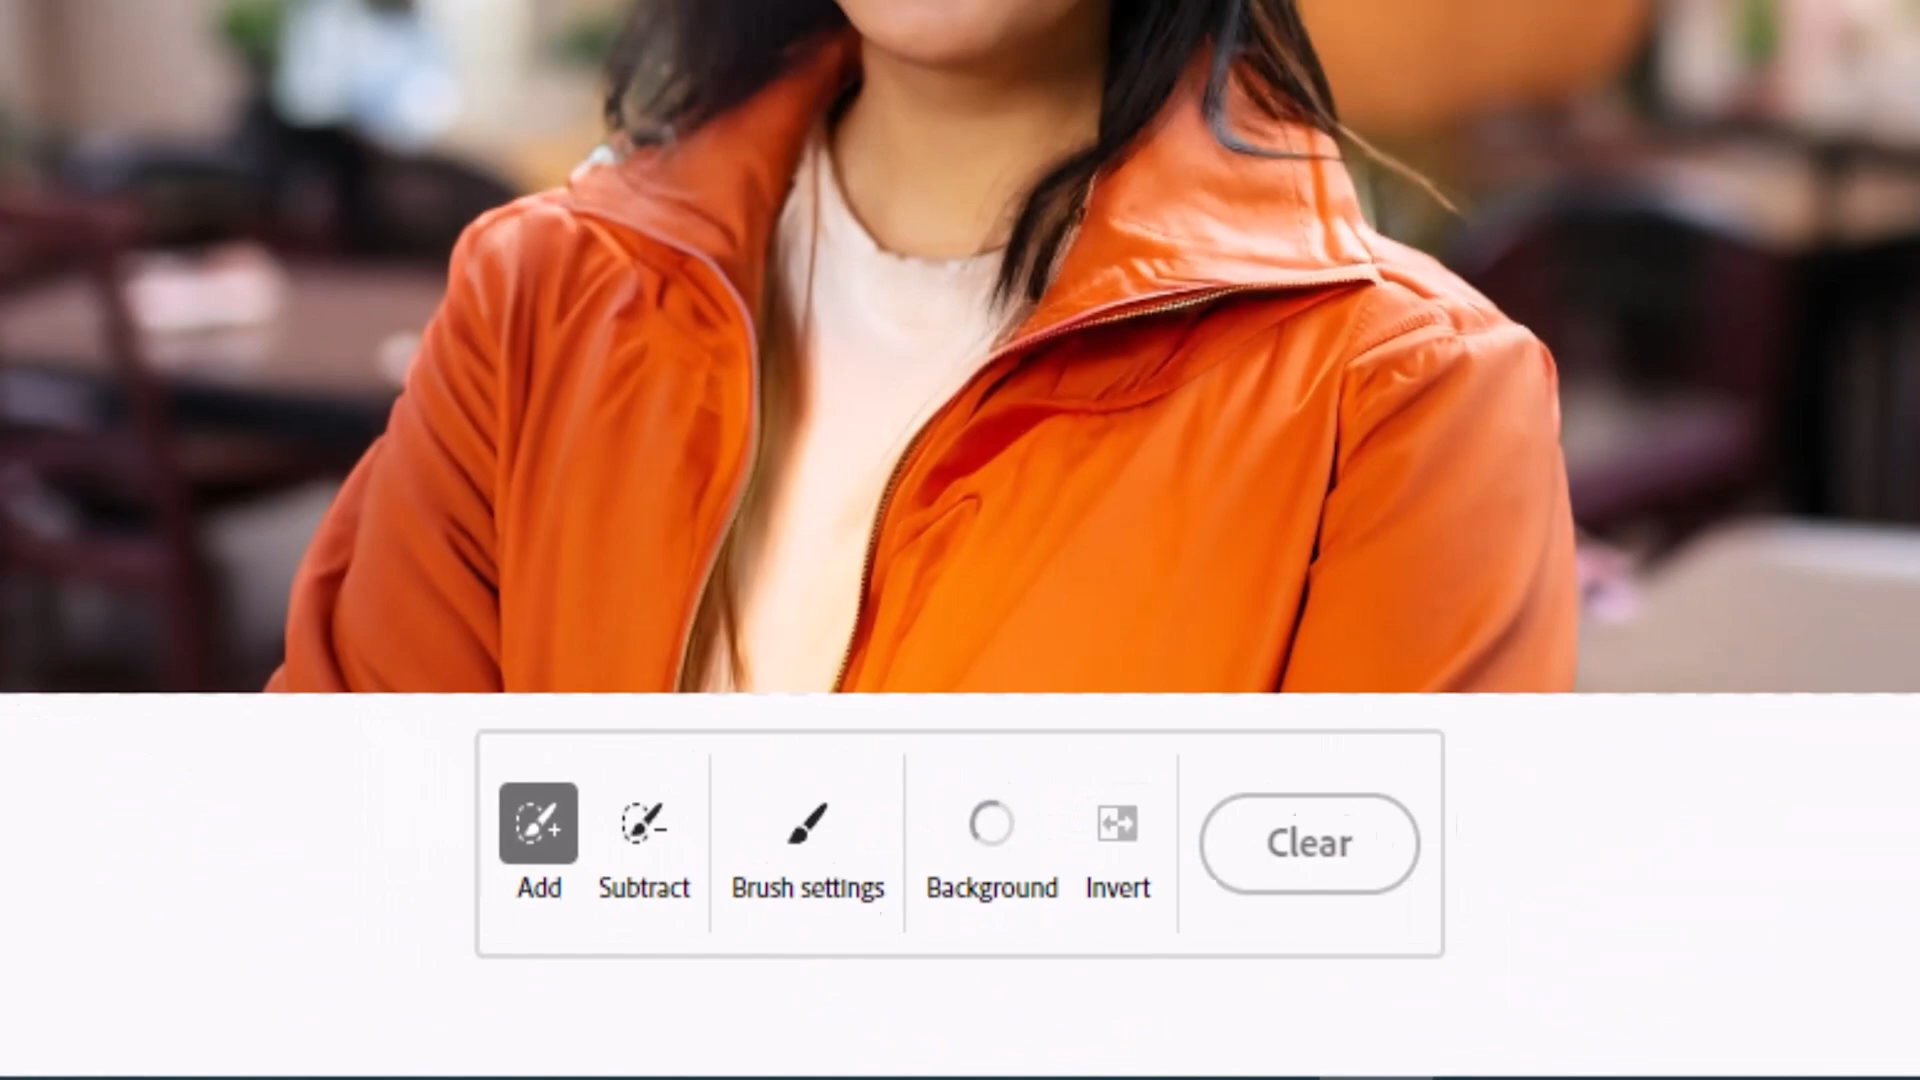 Add
Subtract
Brush settings
Background
Invert
Clear